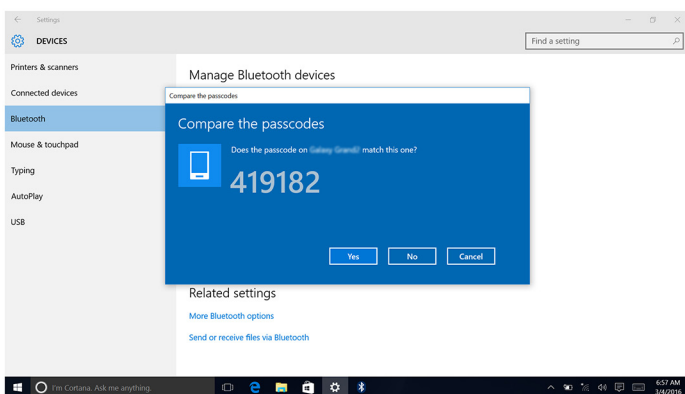 Settings
DEVICES
Find a setting
Printers & scanners
Connected devices
Bluetooth
Mouse & touchpad
Typing
AutoPlay
USB
Manage Bluetooth devices
Compare the passcodes
Compare the passcodes
Does the passcode on match this one?
419182
Yes No Cancel
Related settings
More Bluetooth options
Send or receive files via Bluetooth
I'm Cortana. Ask me anything.
6:57 AM
3/4/2016